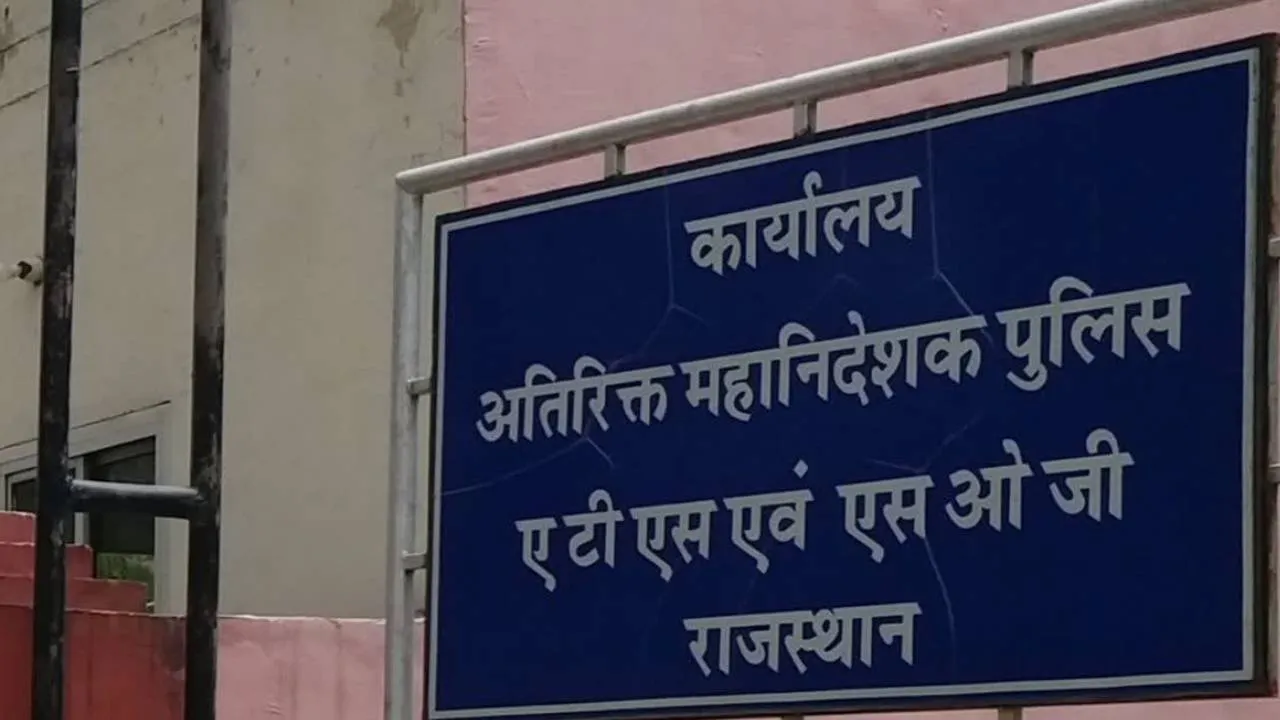 कार्यालय
अतिरिक्त महानिदेशक पुलिस
ए टी एस एवं एस ओ जी
राजस्थान